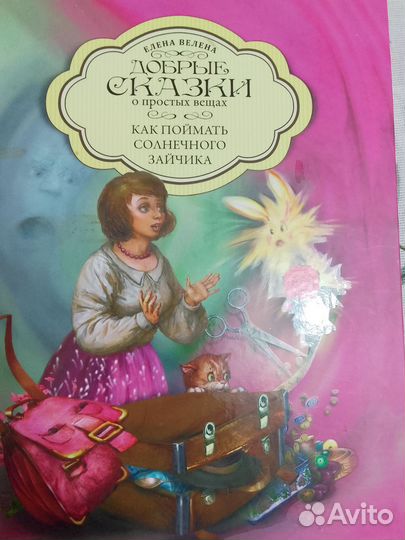 ЕЛЕНА ВЕЛЕНА
ДОБРЫЕ
СКАЗКИ
о простых вещах
КАК ПОЙМАТЬ
СОЛНЕЧНОГО
ЗАЙЧИКА
Avito